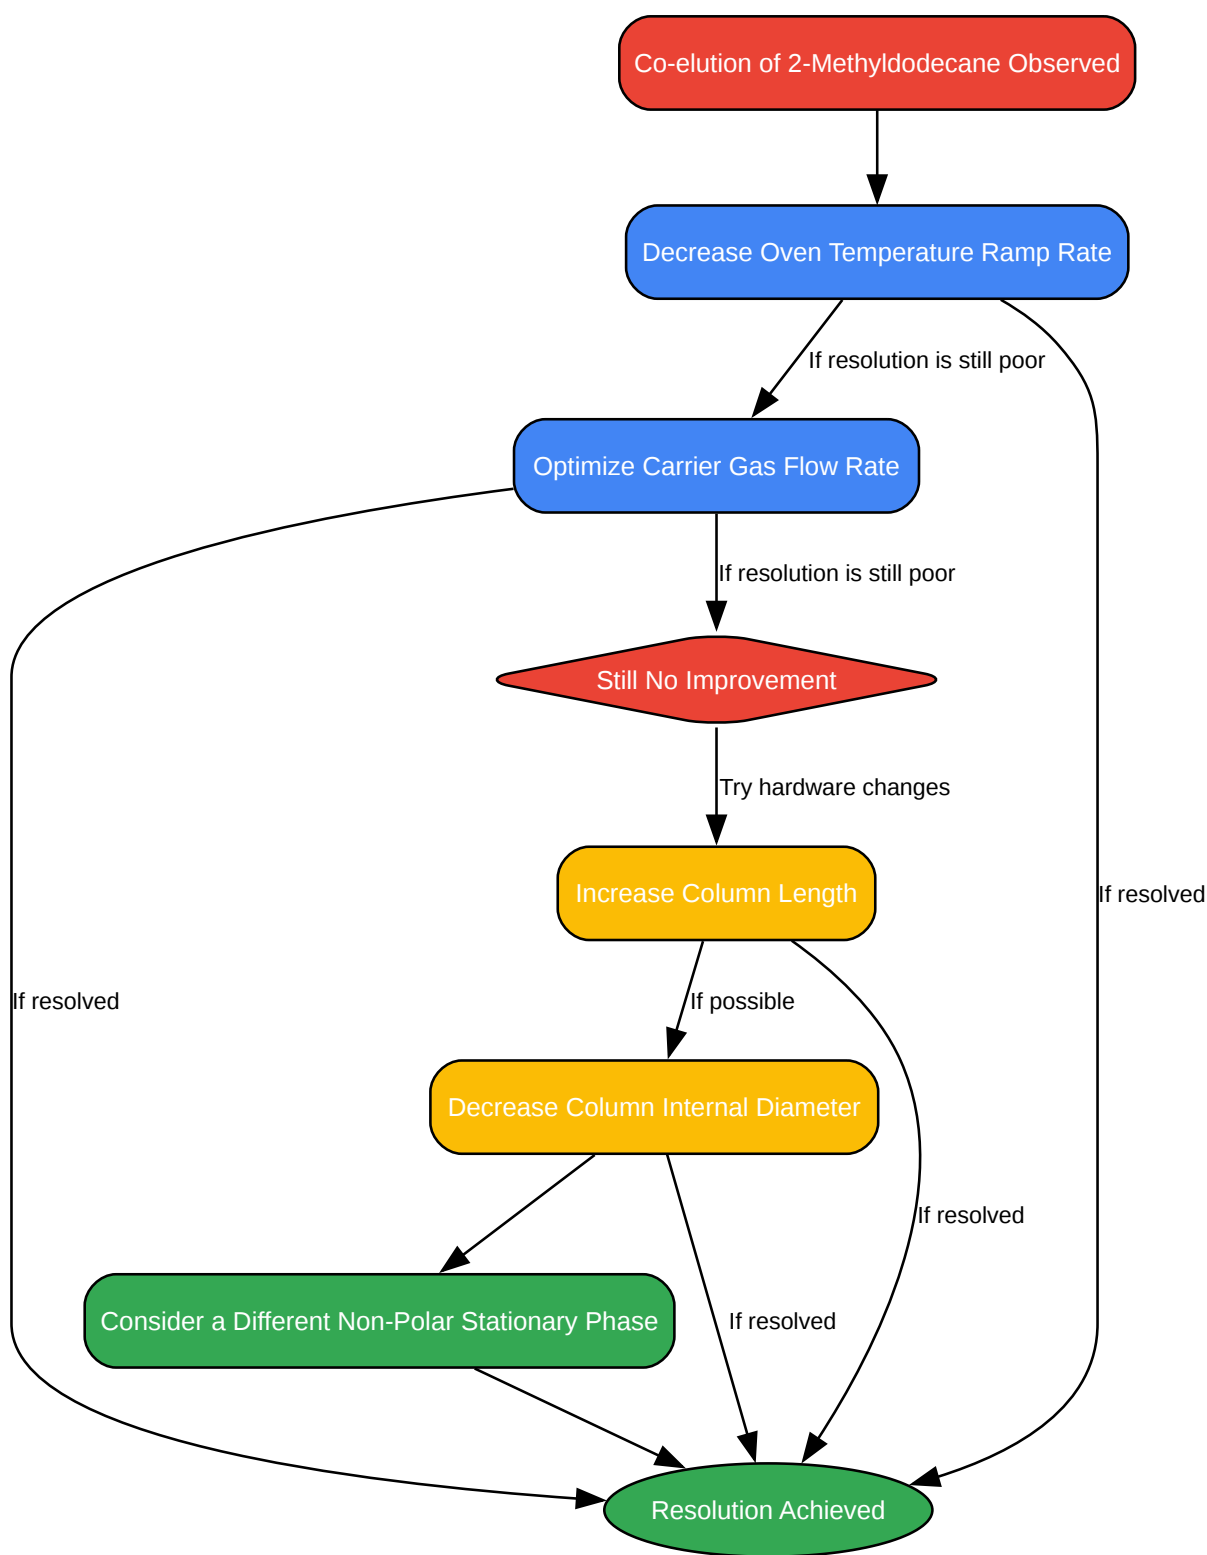 Co-elution of 2-Methyldodecane Observed
Decrease Oven Temperature Ramp Rate
If resolution is still poor
Optimize Carrier Gas Flow Rate
If resolution is still poor
Still No Improvement
Try hardware changes
Increase Column Length
If resolved
If resolved
If possible
Decrease Column Internal Diameter
If resolved
Consider a Different Non-Polar Stationary Phase
If resolved
Resolution Achieved